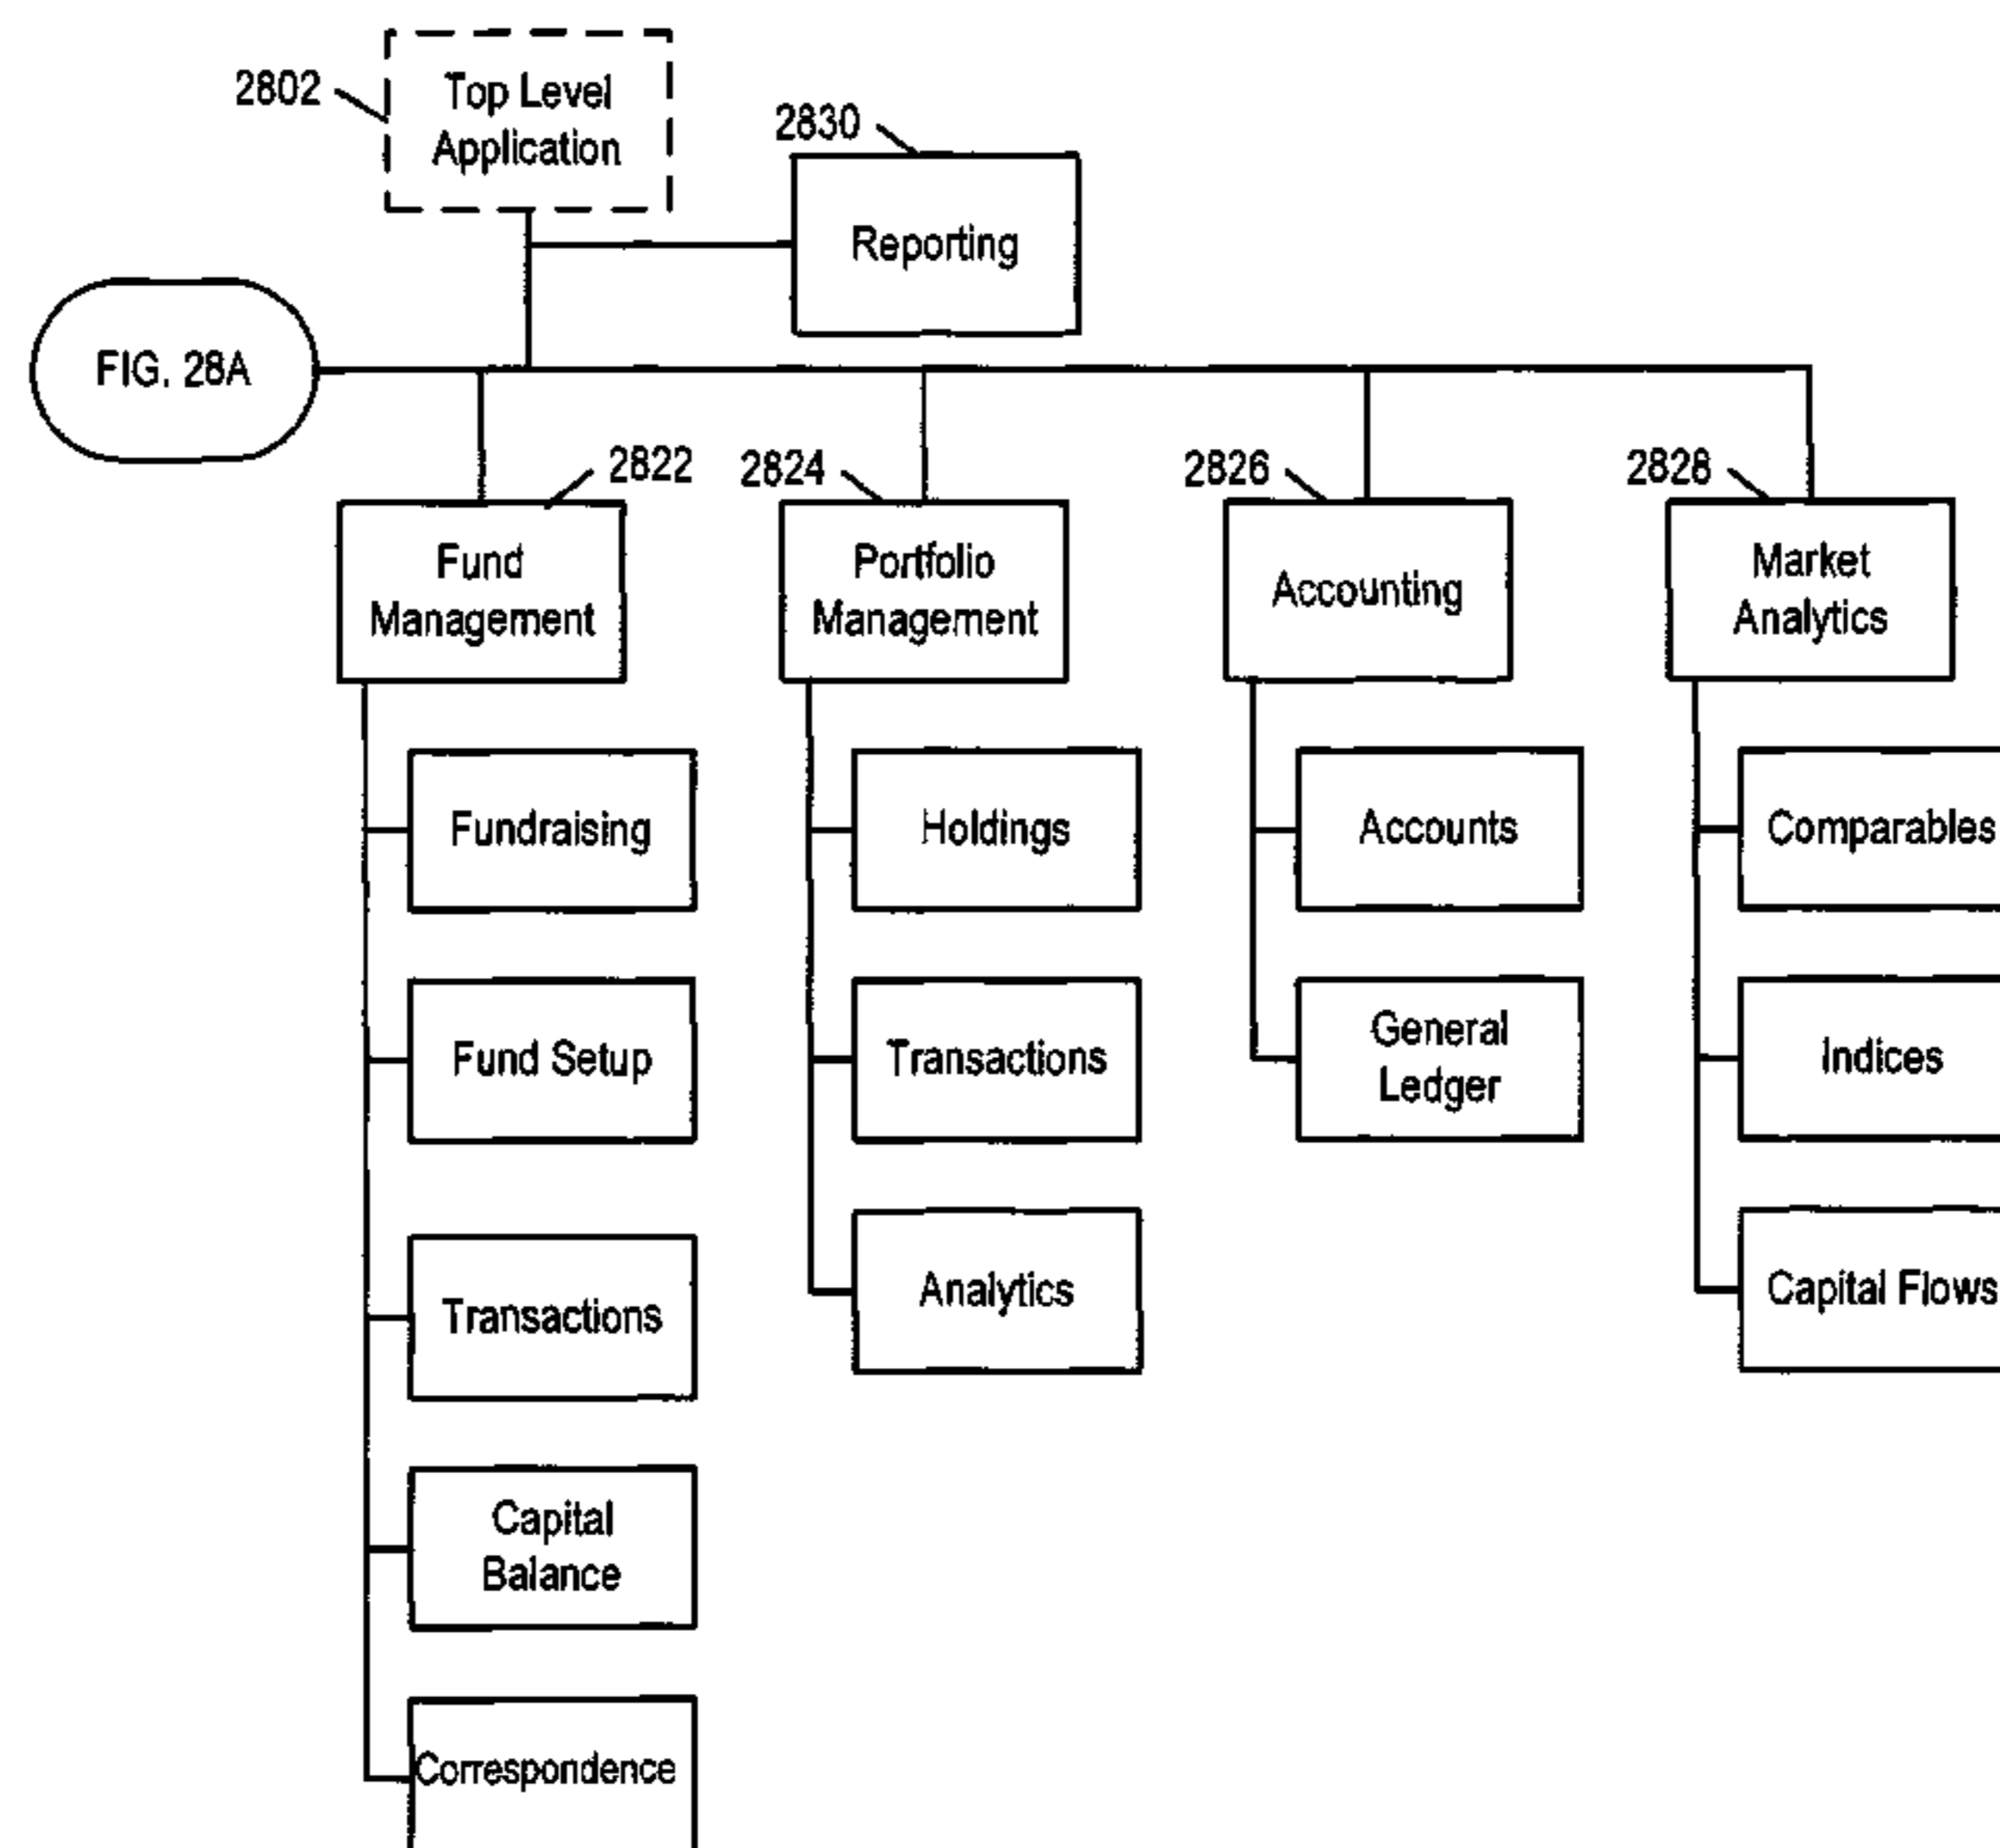 2802
Top Level
Application
2830
Reporting
FIG. 28A
2822
2824
2826
2828
Fund
Management
Portfolio
Management
Accounting
Market
Analytics
Fundraising
Holdings
Accounts
Comparables
Fund Setup
Transactions
General
Ledger
Indices
Transactions
Analytics
Capital Flows
Capital
Balance
Correspondence